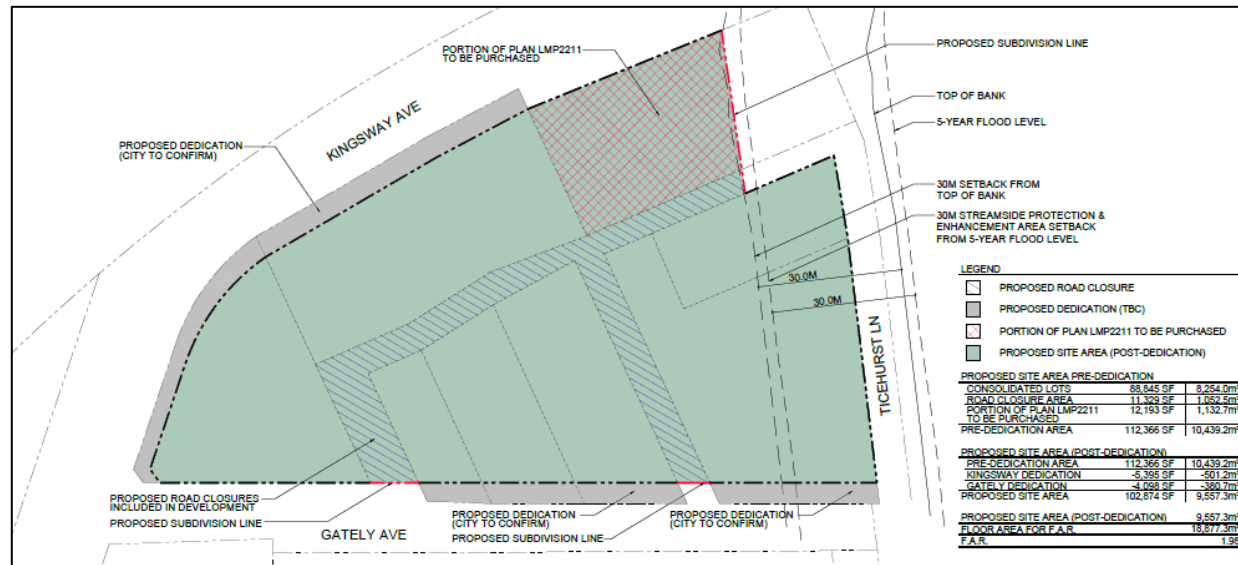 PORTION OF PLAN LMP2211
TO BE PURCHASED
KINGSWAY AVE
PROPOSED DEDICATION
(CITY TO CONFIRM)
PROPOSED SUBDIVISION LINE
TOP OF BANK
5-YEAR FLOOD LEVEL
30M SETBACK FROM
TOP OF BANK
30M STREAMSIDE PROTECTION &
ENHANCEMENT AREA SETBACK
FROM 5-YEAR FLOOD LEVEL
30.0M
30.0M
TICEHURST LN
PROPOSED ROAD CLOSURES
INCLUDED IN DEVELOPMENT
PROPOSED SUBDIVISION LINE
GATELY AVE
PROPOSED DEDICATION
(CITY TO CONFIRM)
PROPOSED SUBDIVISION LINE
PROPOSED DEDICATION
(CITY TO CONFIRM)
LEGEND
PROPOSED ROAD CLOSURE
PROPOSED DEDICATION (TBC)
PORTION OF PLAN LMP2211 TO BE PURCHASED
PROPOSED SITE AREA (POST-DEDICATION)
PROPOSED SITE AREA PRE-DEDICATION
CONSOLIDATED LOTS 88,845 SF 8,254.0m²
ROAD CLOSURE AREA 11,329 SF 1,052.5m²
PORTION OF PLAN LMP2211 12,193 SF 1,132.7m²
TO BE PURCHASED
PRE-DEDICATION AREA 112,366 SF 10,439.2m²
PROPOSED SITE AREA (POST-DEDICATION)
PRE-DEDICATION AREA 112,366 SF 10,439.2m²
KINGSWAY DEDICATION -5,395 SF -501.2m²
GATELY DEDICATION -4,098 SF -380.7m²
PROPOSED SITE AREA 102,874 SF 9,557.3m²
PROPOSED SITE AREA (POST-DEDICATION) 9,557.3m²
FLOOR AREA FOR F.A.R. 18,877.3m²
F.A.R. 1.98